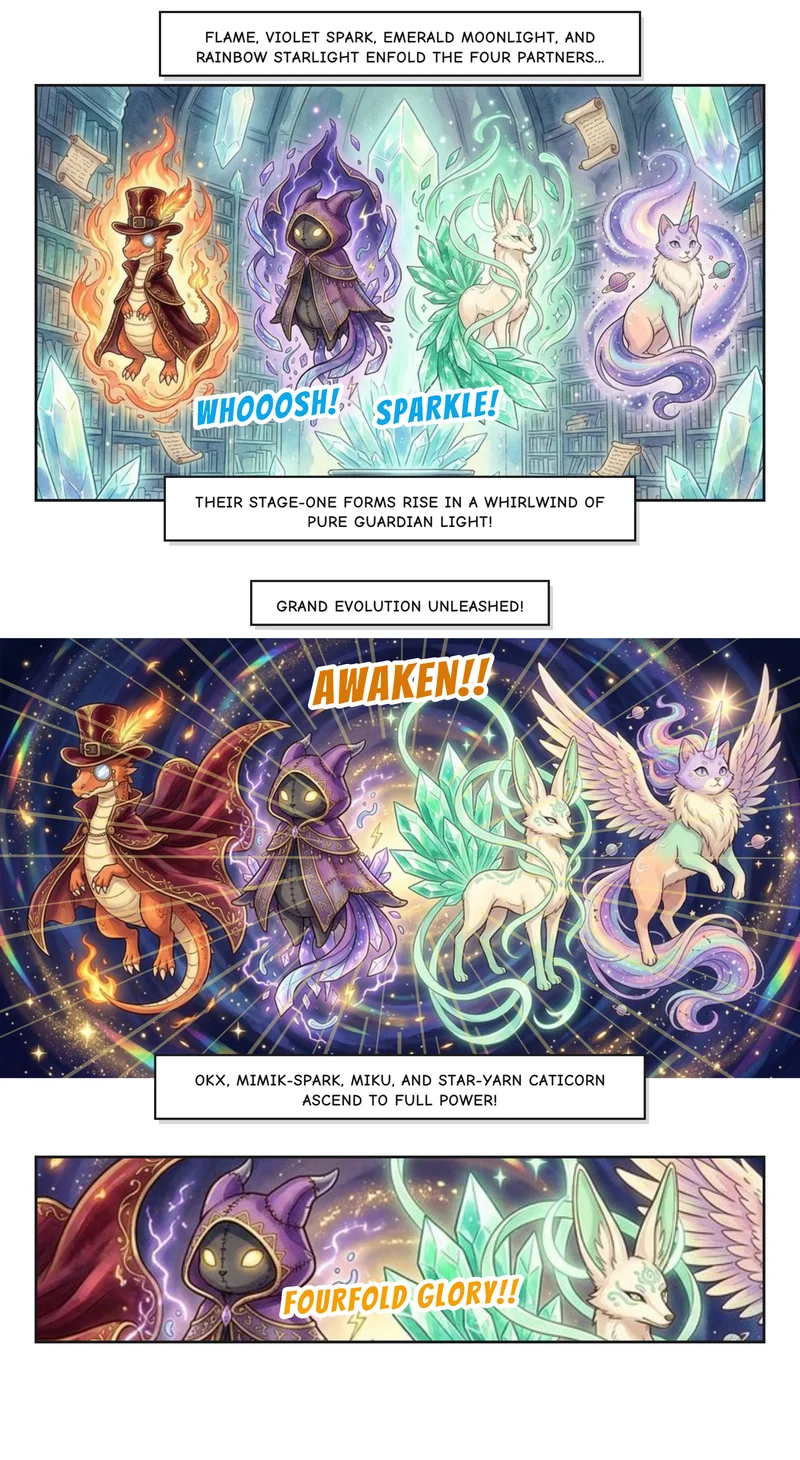 FLAME, VIOLET SPARK, EMERALD MOONLIGHT, AND
RAINBOW STARLIGHT ENFOLD THE FOUR PARTNERS...
WHOOOSH!
SPARKLE!
THEIR STAGE-ONE FORMS RISE IN A WHIRLWIND OF
PURE GUARDIAN LIGHT!
GRAND EVOLUTION UNLEASHED!
AWAKEN!!
OKX, MIMIK-SPARK, MIKU, AND STAR-YARN CATICORN
ASCEND TO FULL POWER!
FOURFOLD GLORY!!